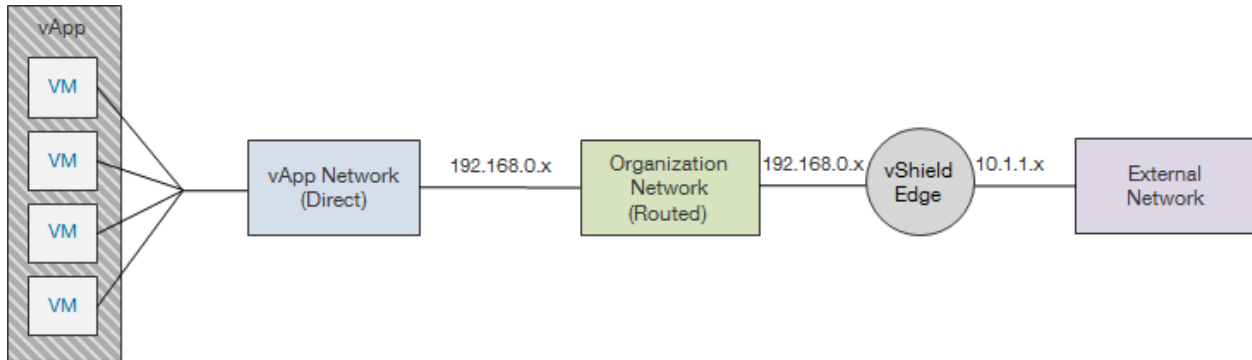 vApp
VM
VM
VM
VM
vApp Network
(Direct)
192.168.0.x
Organization
Network
(Routed)
192.168.0.x
vShield
Edge
10.1.1.x
External
Network